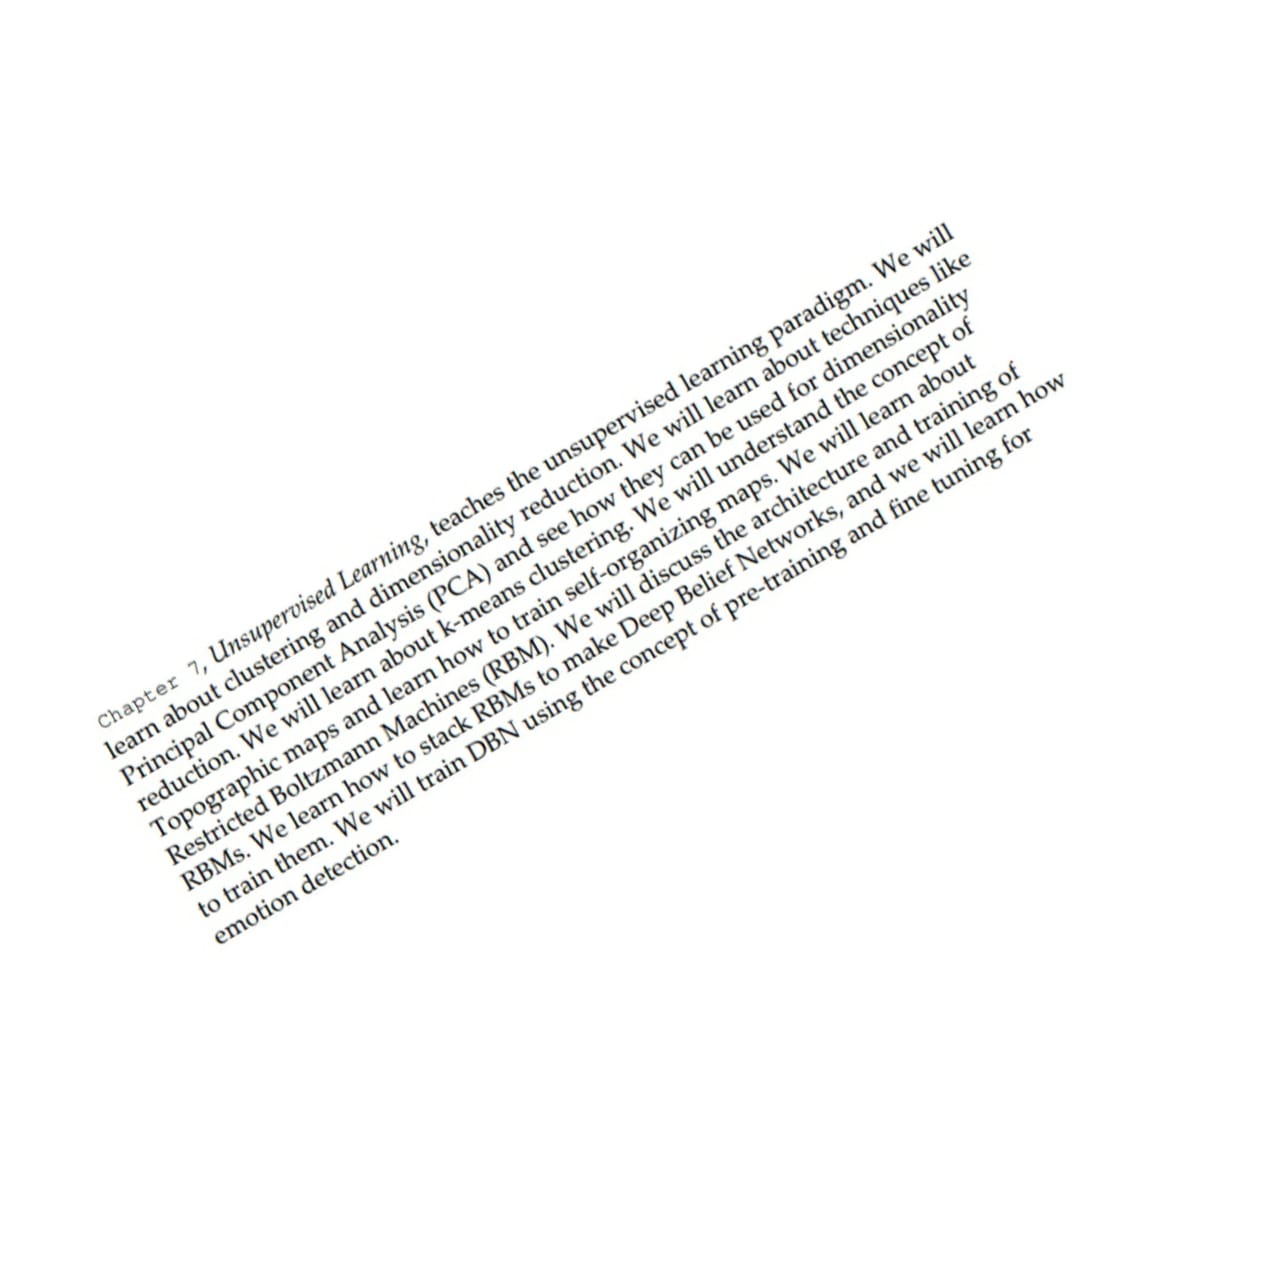 Chapter 7, Unsupervised Learning, teaches the unsupervised learning paradigm. We will
learn about clustering and dimensionality reduction. We will learn about techniques like
Principal Component Analysis (PCA) and see how they can be used for dimensionality
reduction. We will learn about k-means clustering. We will understand the concept of
Topographic maps and learn how to train self-organizing maps. We will learn about
Restricted Boltzmann Machines (RBM). We will discuss the architecture and training of
RBMs. We learn how to stack RBMs to make Deep Belief Networks, and we will learn how
to train them. We will train DBN using the concept of pre-training and fine tuning for
emotion detection.